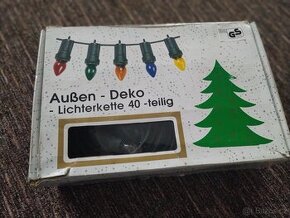 GS
Außen - Deko
- Lichterkette 40 -teilig